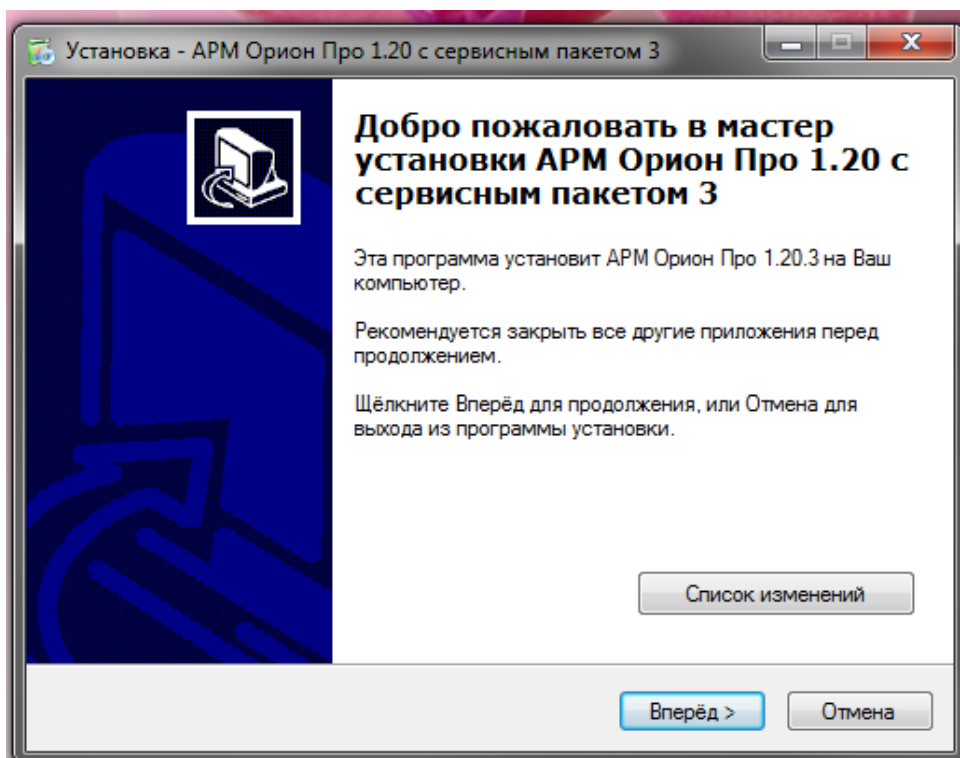 Установка - АРМ Орион Про 1.20 с сервисным пакетом 3
Добро пожаловать в мастер
установки АРМ Орион Про 1.20 с
сервисным пакетом 3
Эта программа установит АРМ Орион Про 1.20.3 на Ваш
компьютер.
Рекомендуется закрыть все другие приложения перед
продолжением.
Щёлкните Вперёд для продолжения, или Отмена для
выхода из программы установки.
Список изменений
Вперёд >
Отмена